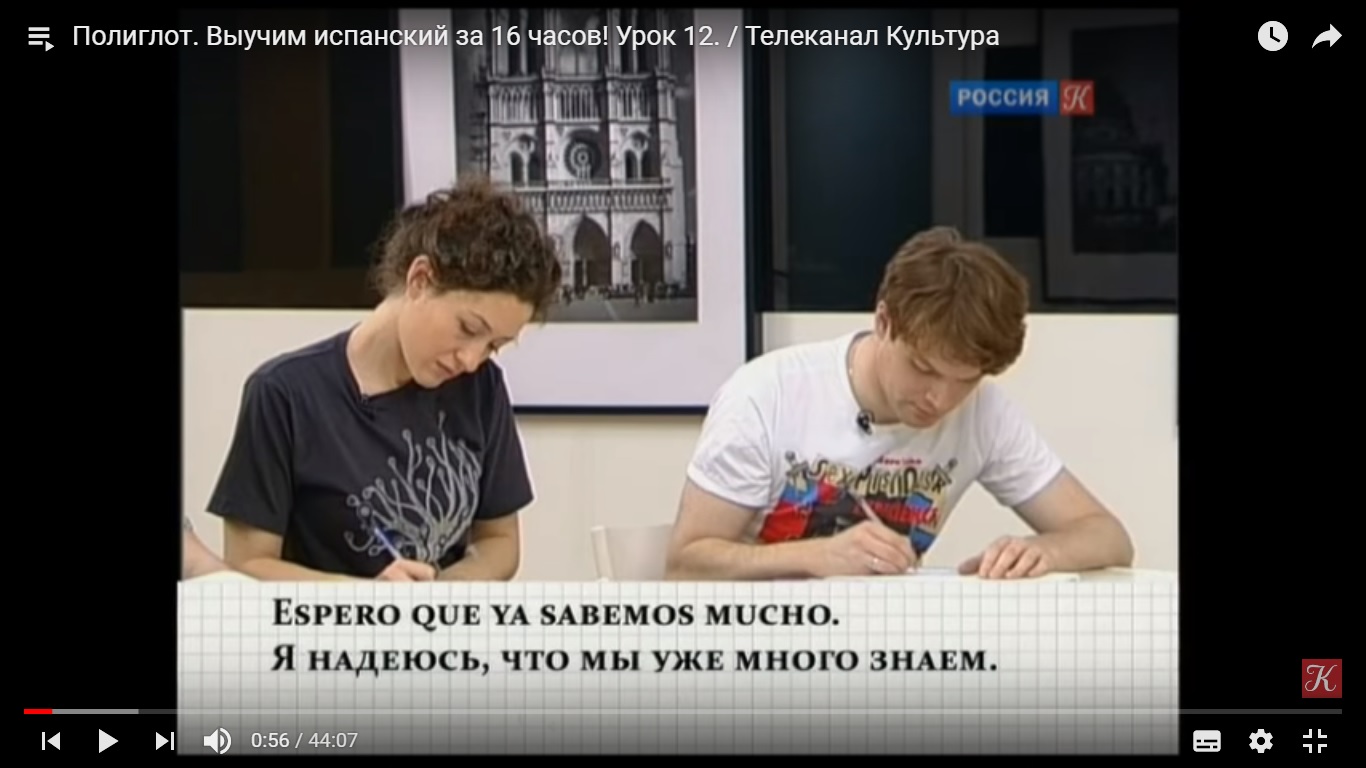 Полиглот. Выучим испанский за 16 часов! Урок 12. / Телеканал Культура
РОССИЯ К
Espero que ya sabemos mucho.
Я надеюсь, что мы уже много знаем.
К
0:56 / 44:07